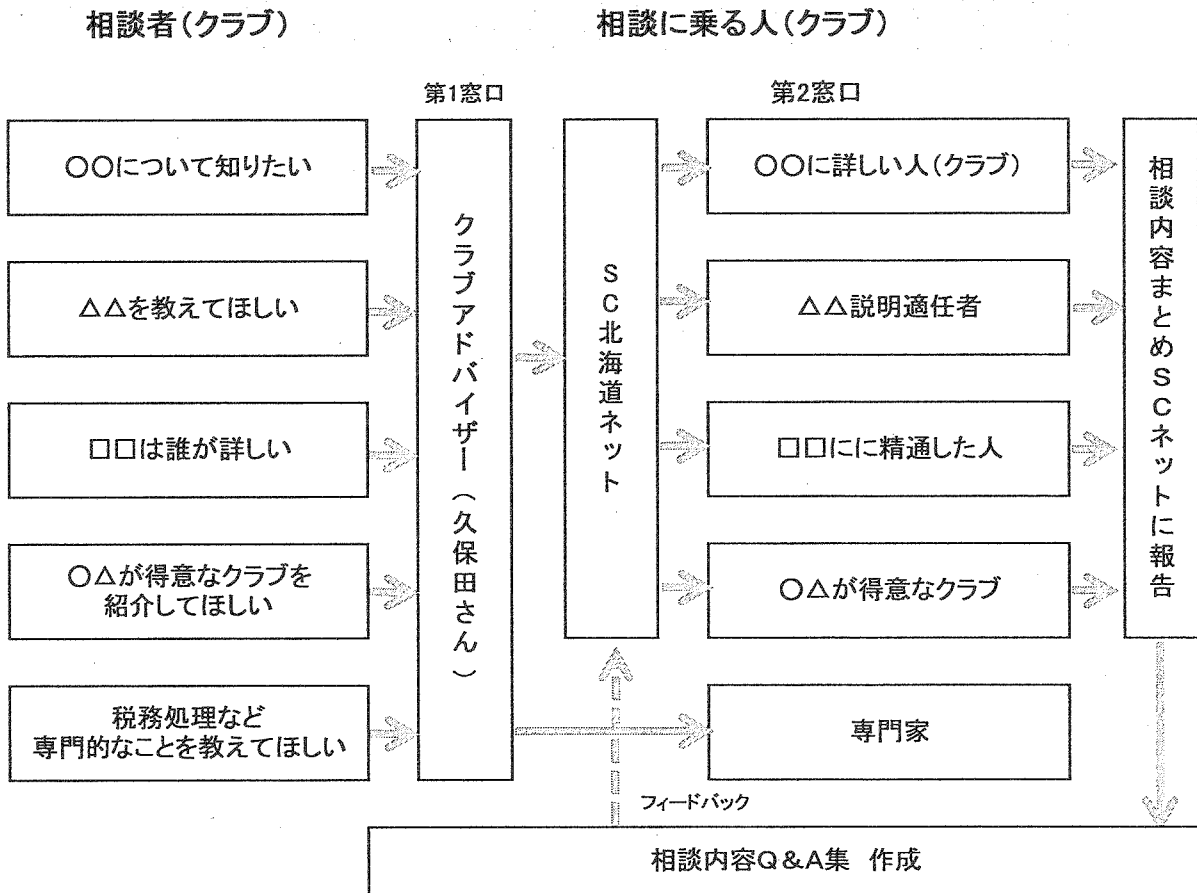 相談者(クラブ)
相談に乗る人(クラブ)
第1窓口
第2窓口
〇〇について知りたい
△△を教えてほしい
□□は誰が詳しい
〇△が得意なクラブを
紹介してほしい
税務処理など
専門的なことを教えてほしい
クラブアドバイザー(久保田さん)
SC北海道ネット
〇〇に詳しい人(クラブ)
△△説明適任者
□□にに精通した人
〇△が得意なクラブ
専門家
相談内容まとめSCネットに報告
フィードバック
相談内容Q&A集 作成